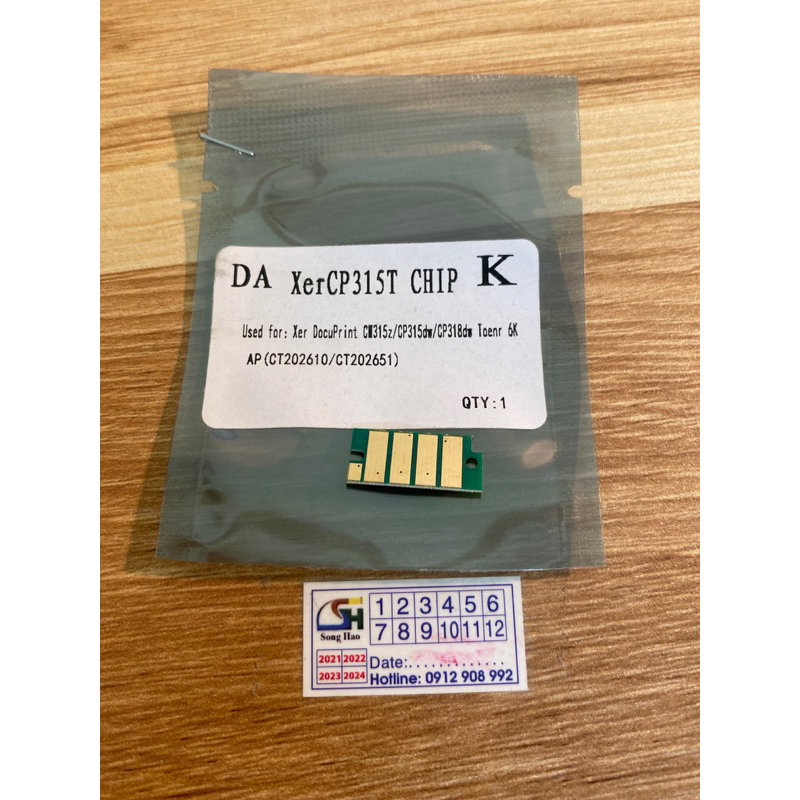 DA XerCP315T CHIP K
Used for: Xer DocuPrint CM315z/CP315dw/CP318dw Toenr 6K
AP(CT202610/CT202651)
QTY:1
SH
Song Hao
1 2 3 4 5 6
7 8 9 10 11 12
2021 2022
2023 2024
Date:.............
Hotline: 0912 908 992